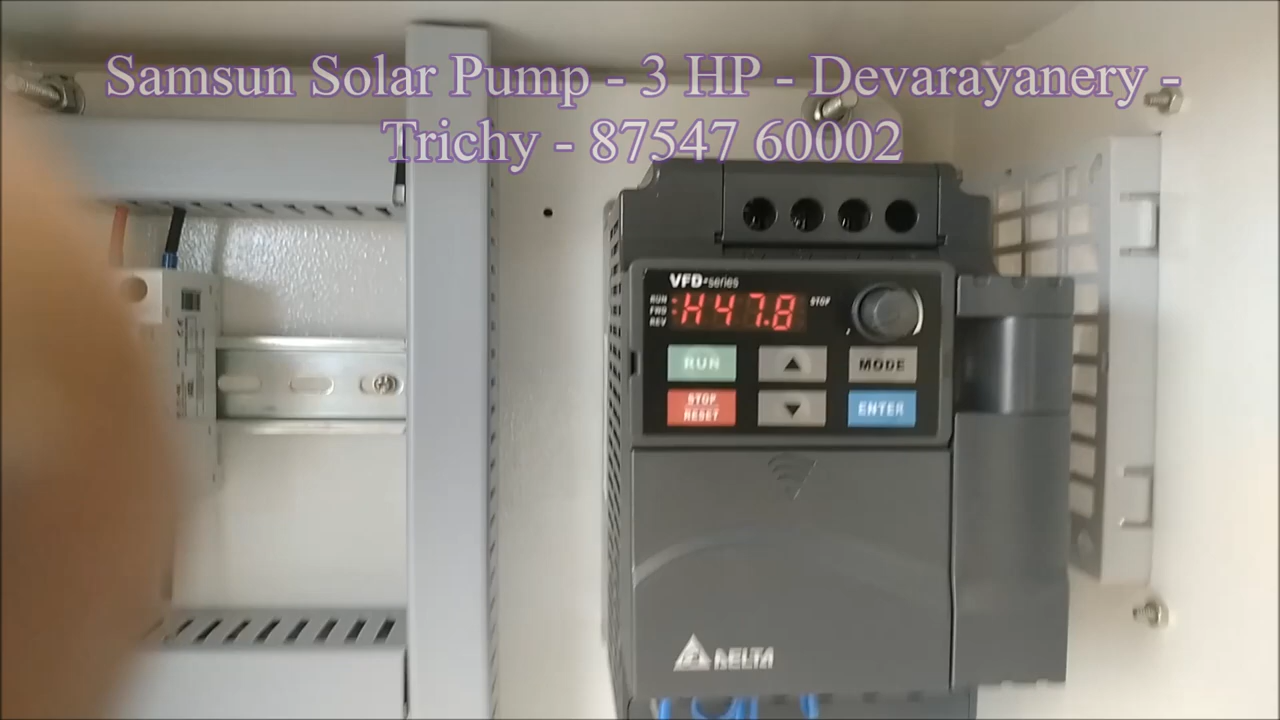 Samsun Solar Pump - 3 HP - Devarayanery -
Trichy - 87547 60002
VFD-series
RUN
FWD
REV
H47.8
STOP
RUN
MODE
STOP
RESET
ENTER
DELTA